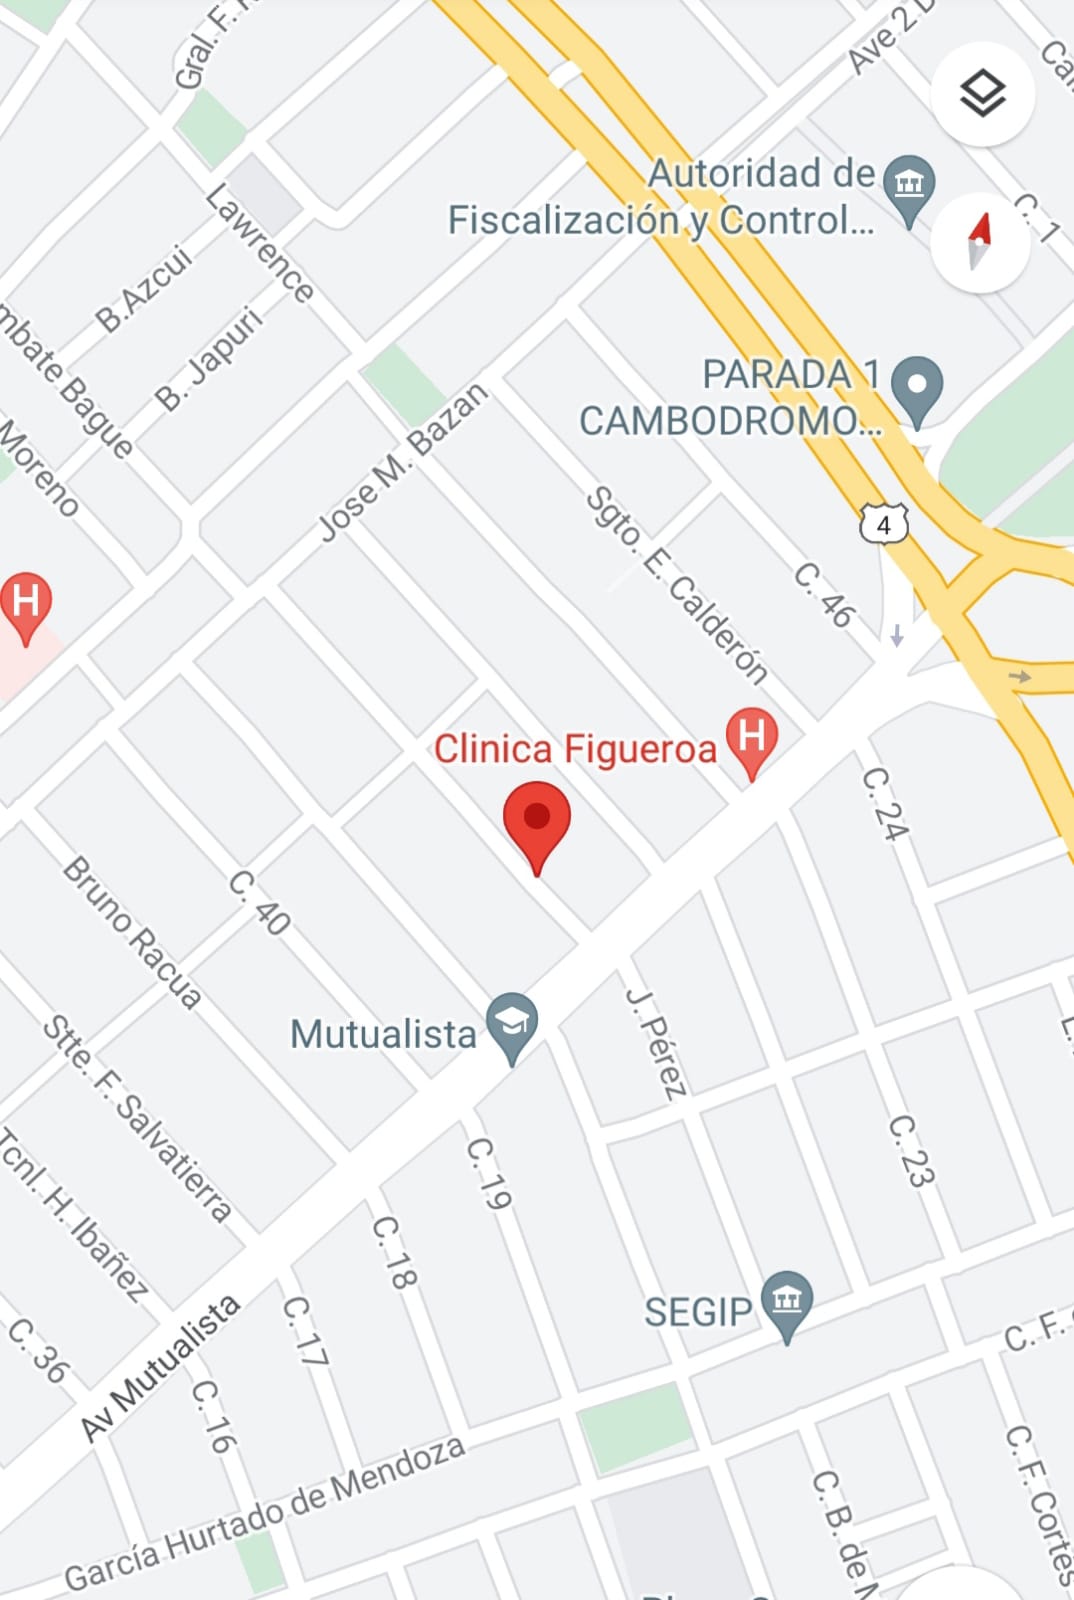 Gral. F. R
Ave 2 D
Autoridad de
Fiscalización y Control...
C. 1
Lawrence
B.Azcui
B. Japuri
mbate Bague
Moreno
PARADA 1
CAMBODROMO...
Jose M. Bazan
Sgto. E. Calderón
4
C. 46
H
Clinica Figueroa
H
C. 24
Bruno Racua
C. 40
Mutualista
J. Pérez
Stte. F. Salvatierra
C. 19
C. 23
Tcnl. H. Ibañez
C. 18
SEGIP
C. 17
C. 36
Av Mutualista
C. 16
C. F.
García Hurtado de Mendoza
C. F. Cortés
C. B. de